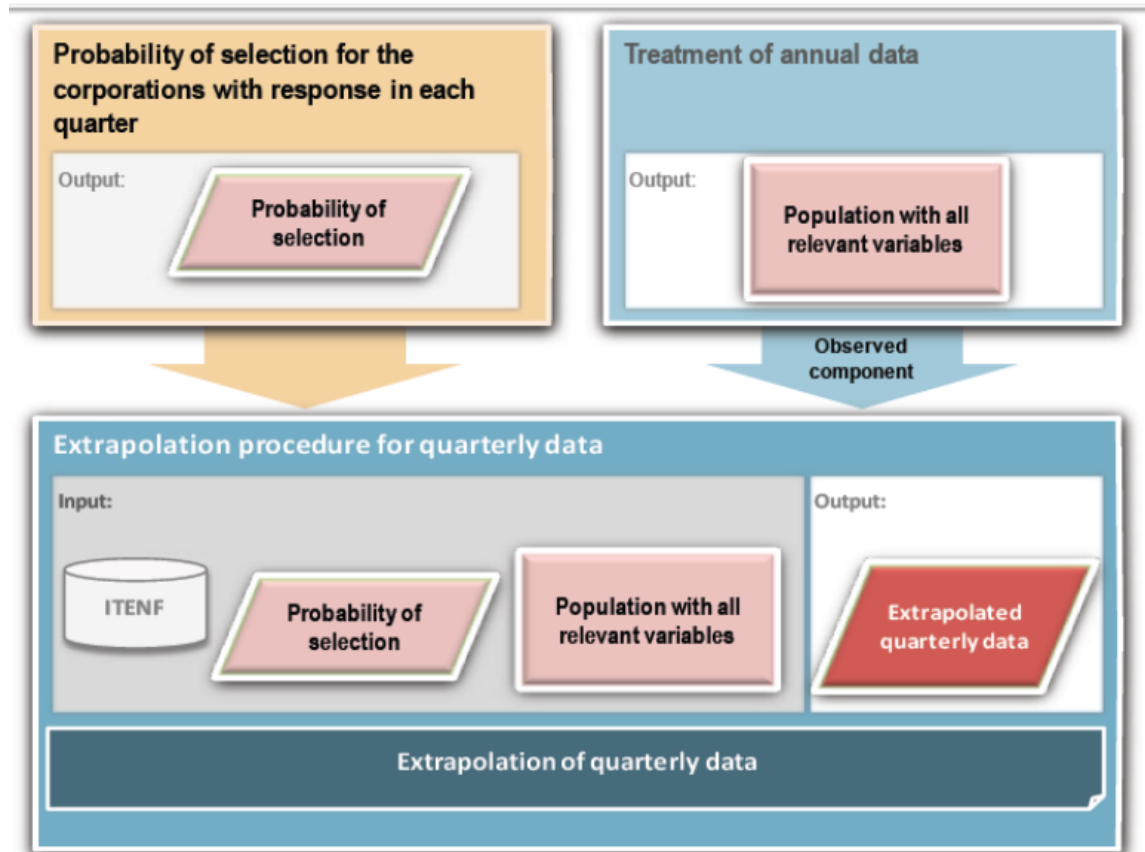 Probability of selection for the
corporations with response in each
quarter
Output:
Probability of
selection
Treatment of annual data
Output:
Population with all
relevant variables
Observed
component
Extrapolation procedure for quarterly data
Input:
ITENF
Probability of
selection
Population with all
relevant variables
Output:
Extrapolated
quarterly data
Extrapolation of quarterly data